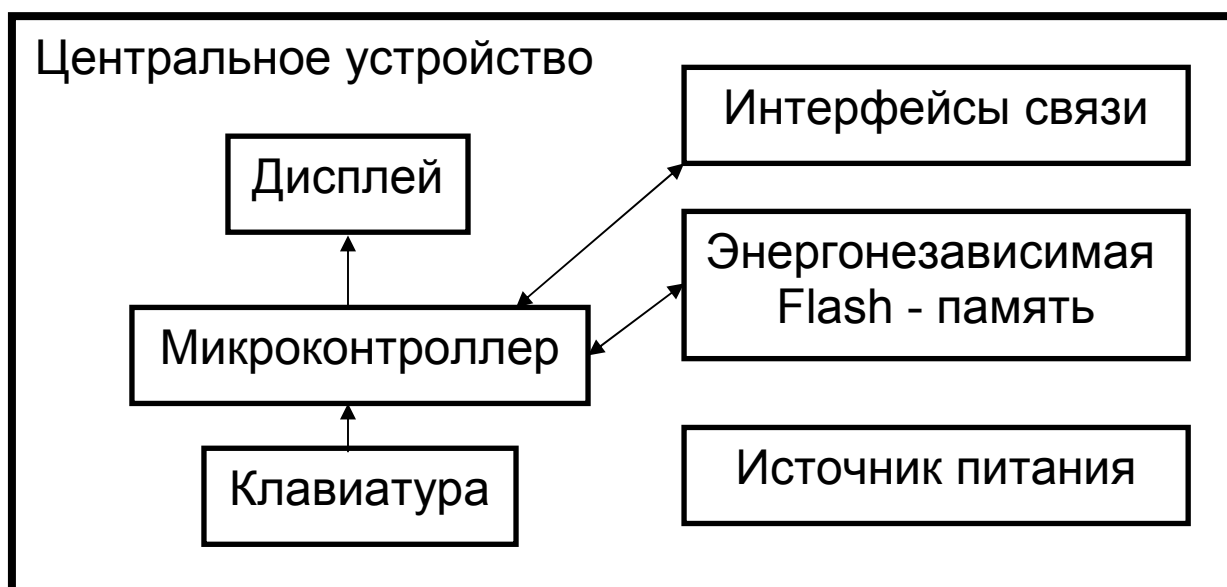 Центральное устройство
Интерфейсы связи
Дисплей
Энергонезависимая
Flash - память
Микроконтроллер
Источник питания
Клавиатура